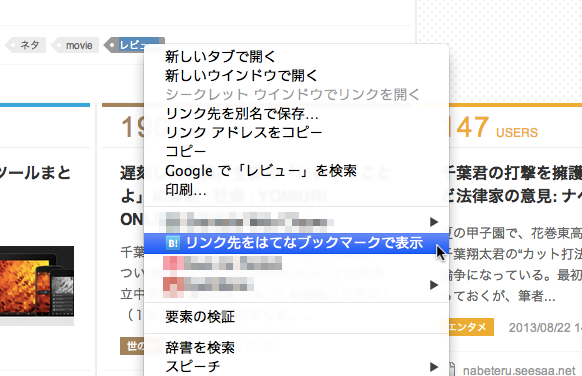 ネタ
movie
レビュー
新しいタブで開く
新しいウインドウで開く
シークレット ウインドウでリンクを開く
リンク先を別名で保存...
リンク アドレスをコピー
コピー
Google で「レビュー」を検索
印刷...
B! リンク先をはてなブックマークで表示
要素の検証
辞書を検索
スピーチ
ツールまと
19
遅刻
よ」
ON
千葉
つい
立中
（1
世の
147 USERS
千葉君の打撃を擁護
ど法律家の意見: ナベ
夏の甲子園で、花巻東高
千葉翔太君の“カット打法
論争になっている。最初
っておくが、筆者...
エンタメ
2013/08/22 14
nabeteru.seesaa.net